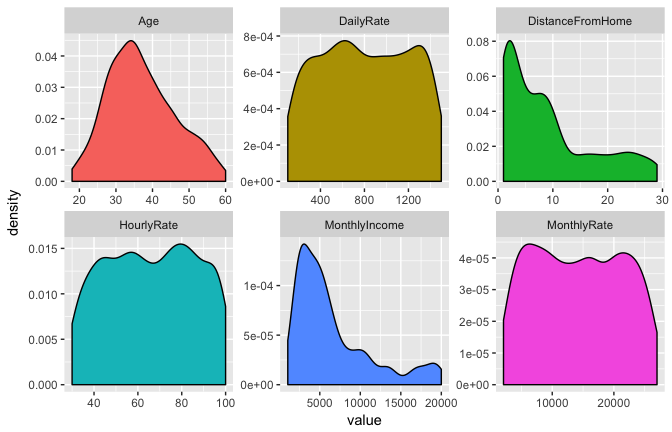 Age DailyRate DistanceFromHome
0.04
0.03
0.02
0.01
0.00
20 30 40 50 60
8e-04
6e-04
4e-04
2e-04
0e+00
400 800 1200
0.08
0.06
0.04
0.02
0.00
0 10 20 30
density
HourlyRate MonthlyIncome MonthlyRate
0.015
0.010
0.005
0.000
40 60 80 100
1e-04
5e-05
0e+00
5000 10000 15000 20000
4e-05
3e-05
2e-05
1e-05
0e+00
10000 20000
value